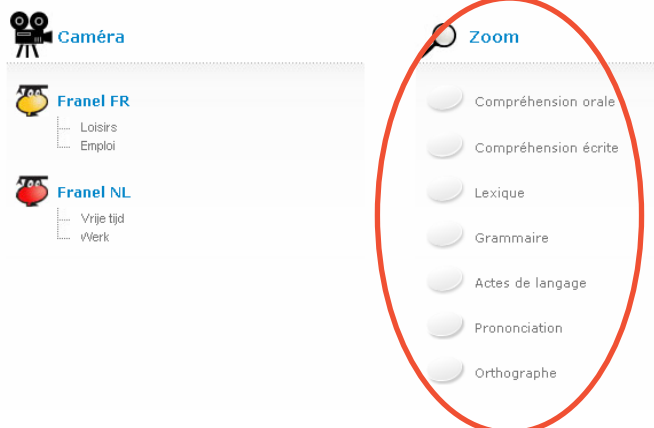 Caméra
Franel FR
Loisirs
Emploi
Franel NL
Vrije tijd
Werk
Zoom
Compréhension orale
Compréhension écrite
Lexique
Grammaire
Actes de langage
Prononciation
Orthographe